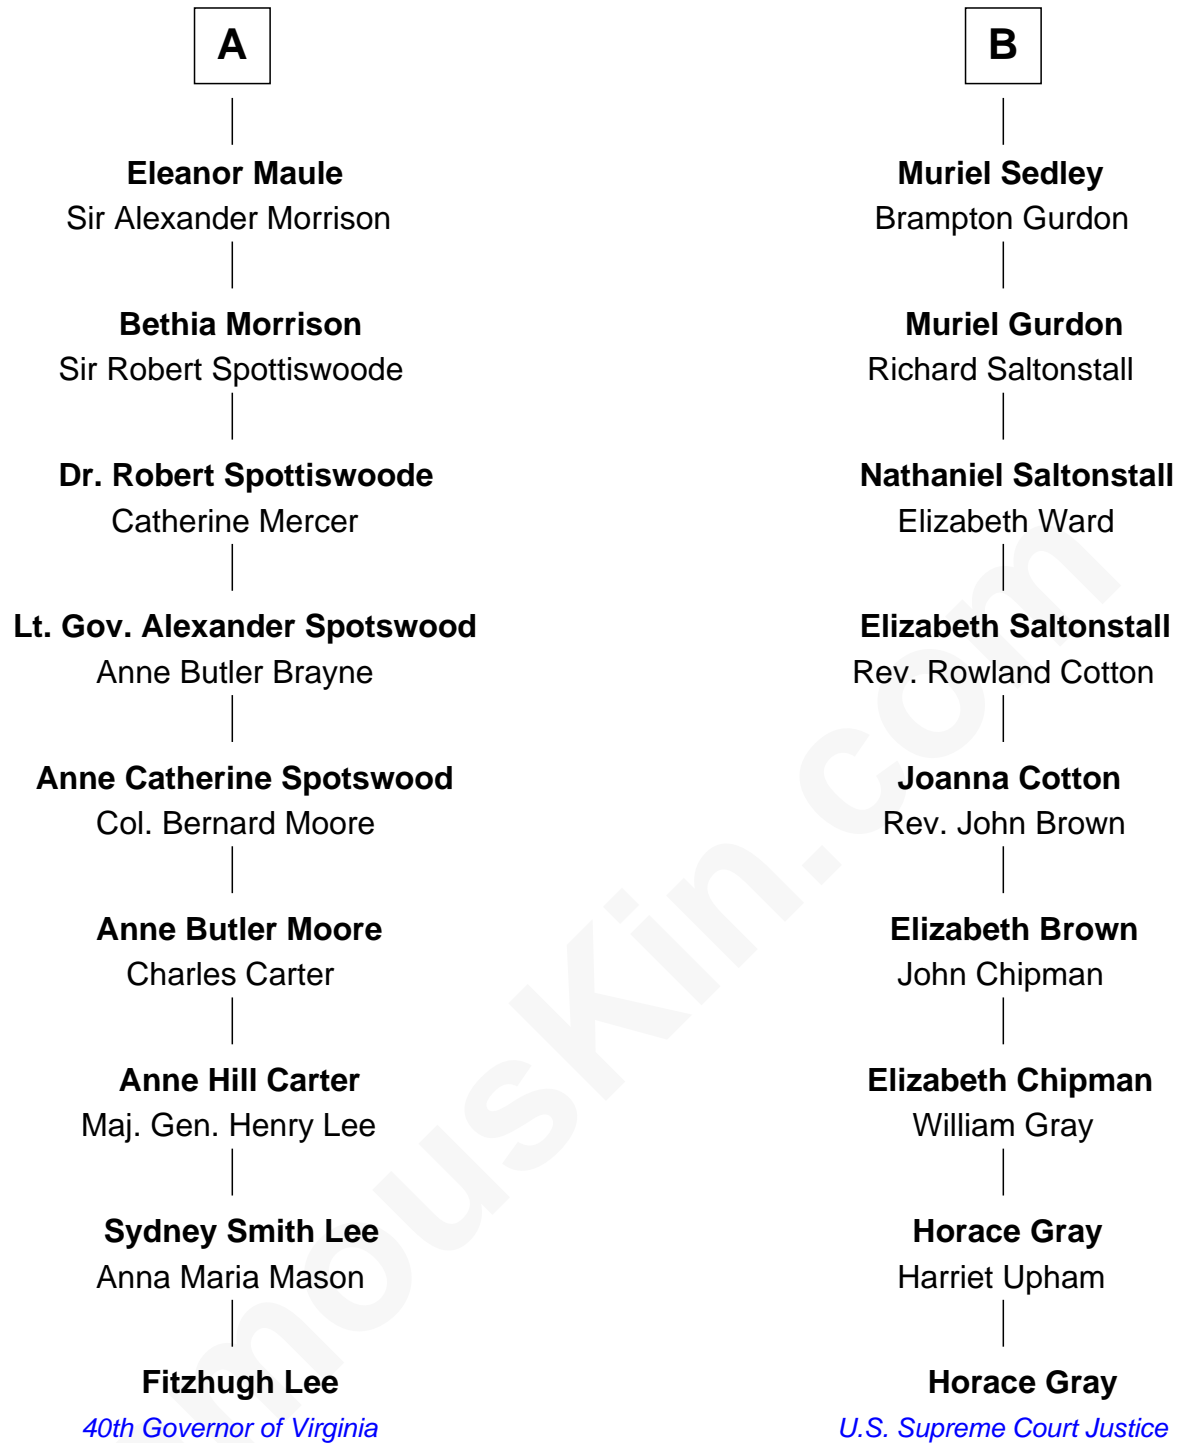 A
Eleanor Maule
Sir Alexander Morrison
Bethia Morrison
Sir Robert Spottiswoode
Dr. Robert Spottiswoode
Catherine Mercer
Lt. Gov. Alexander Spotswood
Anne Butler Brayne
Anne Catherine Spotswood
Col. Bernard Moore
Anne Butler Moore
Charles Carter
Anne Hill Carter
Maj. Gen. Henry Lee
Sydney Smith Lee
Anna Maria Mason
Fitzhugh Lee
40th Governor of Virginia
B
Muriel Sedley
Brampton Gurdon
Muriel Gurdon
Richard Saltonstall
Nathaniel Saltonstall
Elizabeth Ward
Elizabeth Saltonstall
Rev. Rowland Cotton
Joanna Cotton
Rev. John Brown
Elizabeth Brown
John Chipman
Elizabeth Chipman
William Gray
Horace Gray
Harriet Upham
Horace Gray
U.S. Supreme Court Justice
mousKin.com